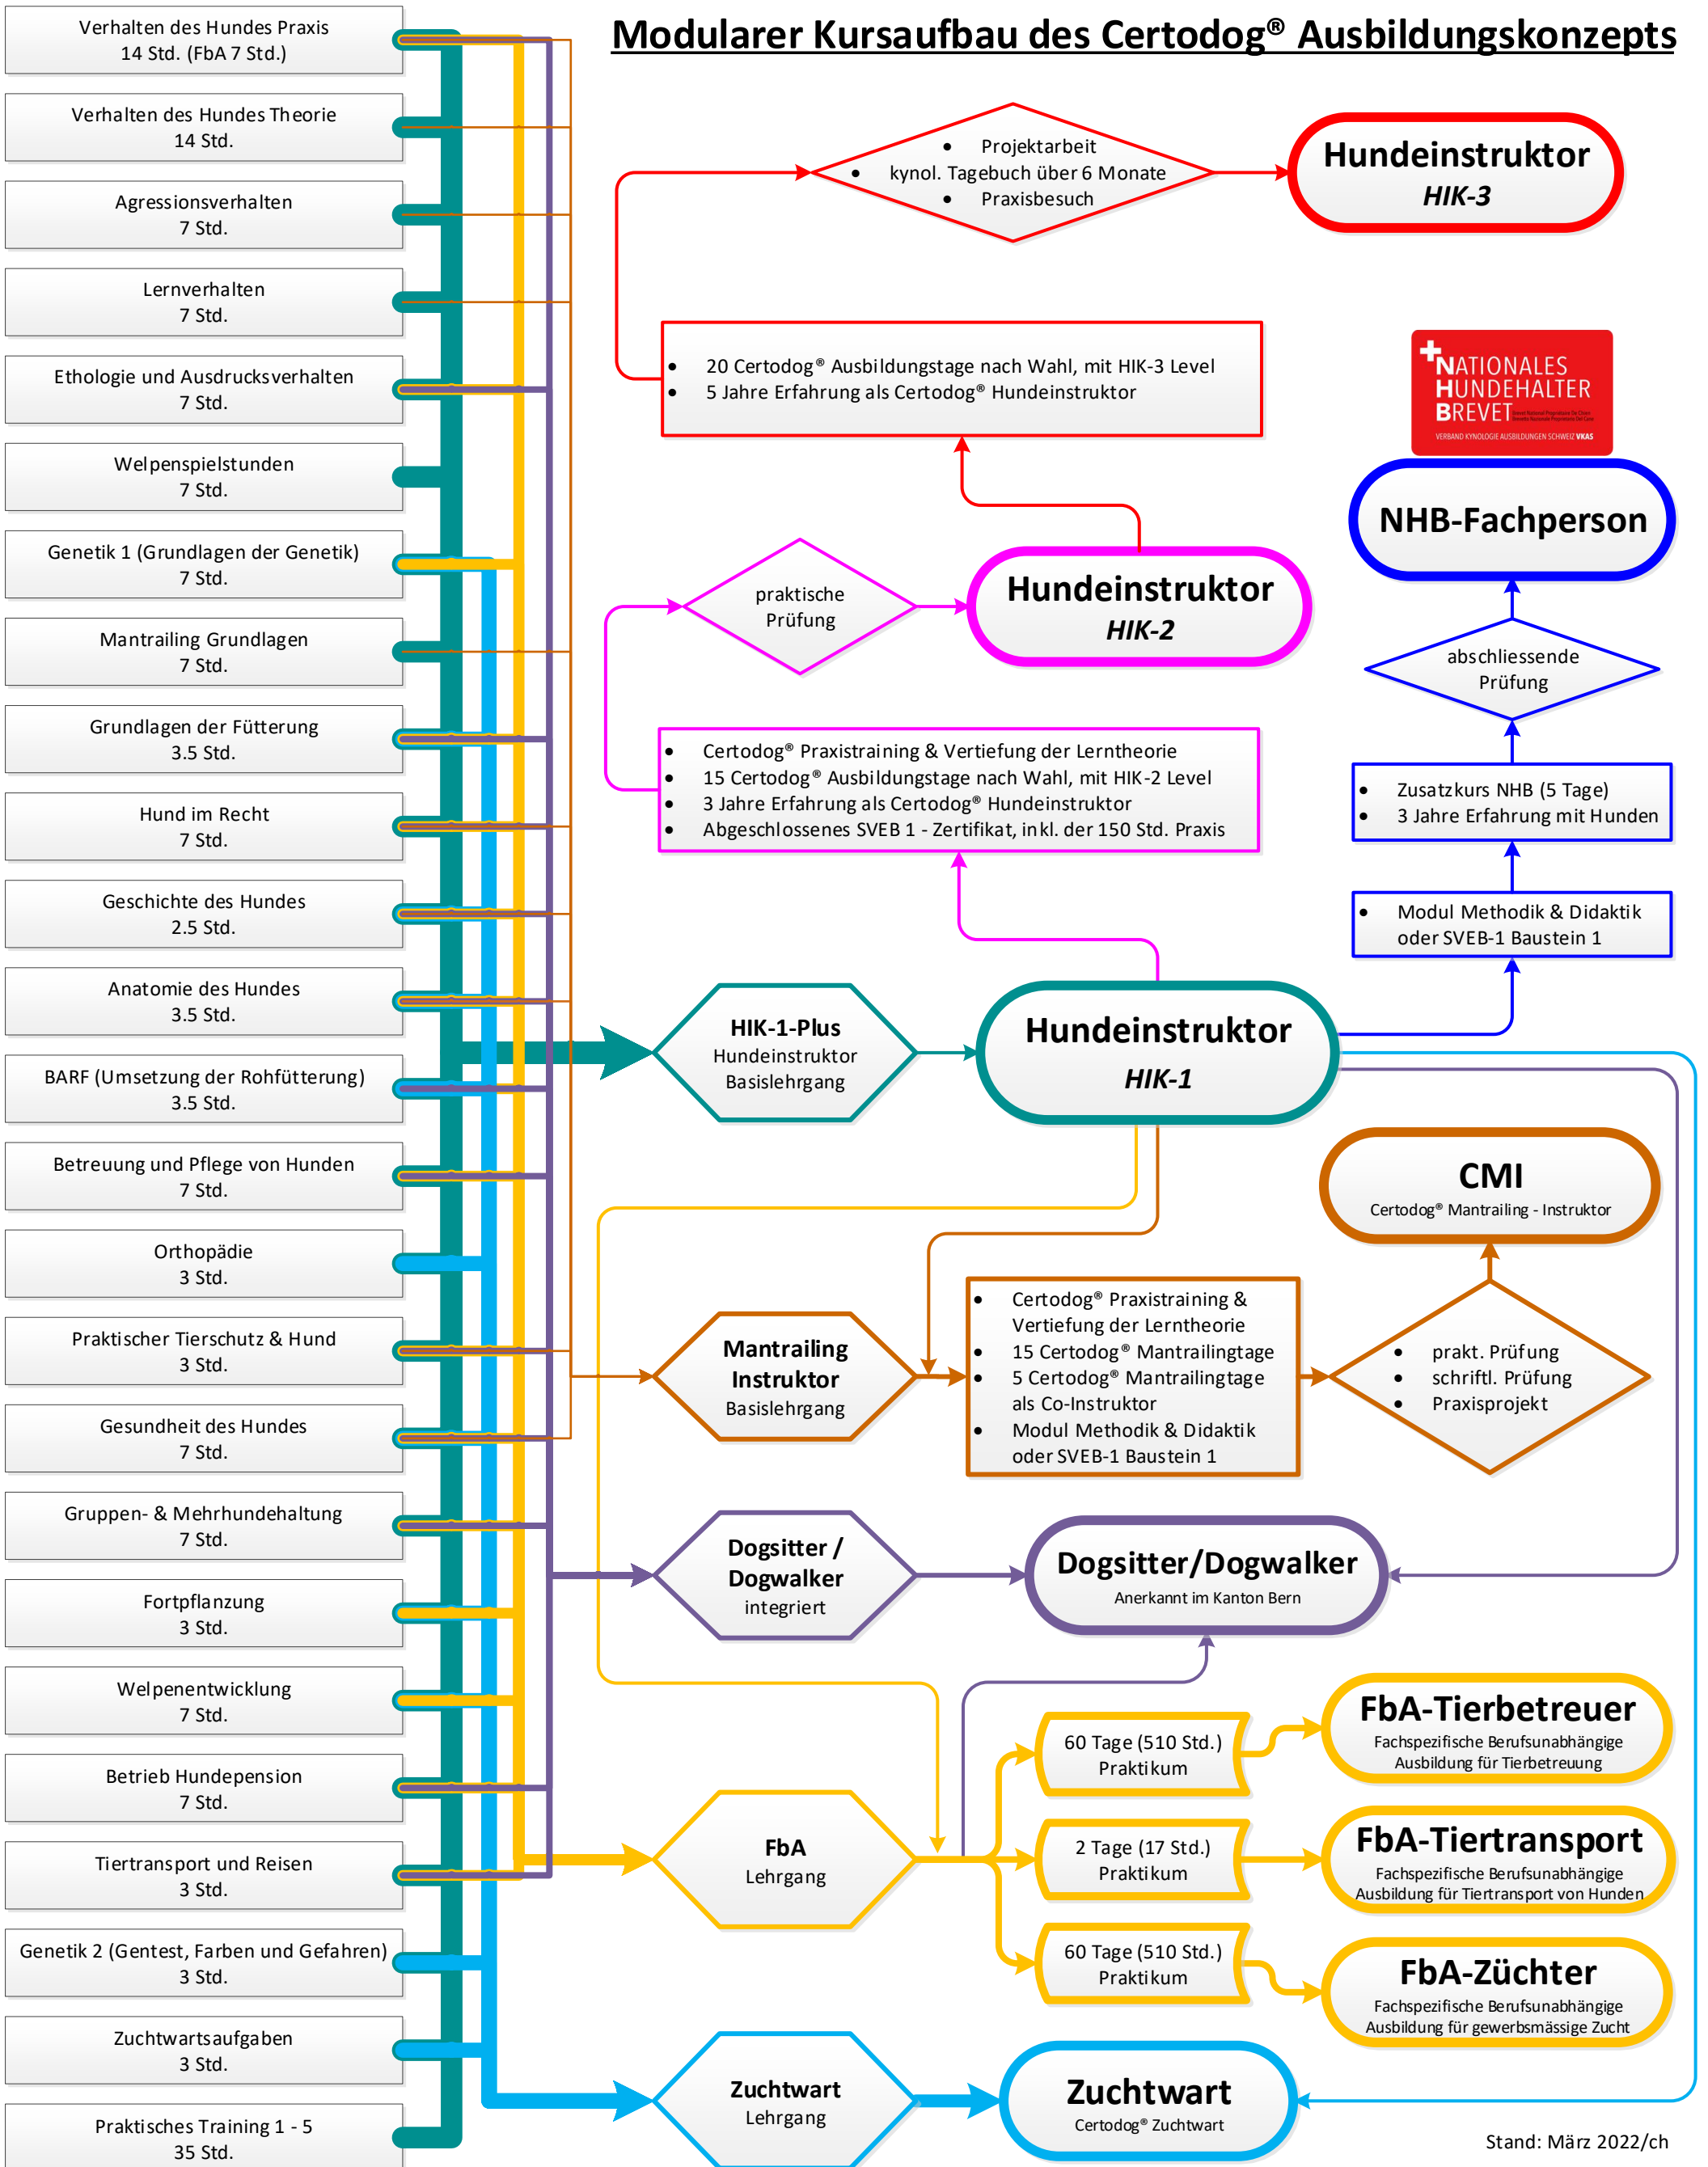 Modularer Kursaufbau des Certodog® Ausbildungskonzepts
Verhalten des Hundes Praxis
14 Std. (FbA 7 Std.)
Verhalten des Hundes Theorie
14 Std.
Agressionsverhalten
7 Std.
Lernverhalten
7 Std.
Ethologie und Ausdrucksverhalten
7 Std.
Welpenspielstunden
7 Std.
Genetik 1 (Grundlagen der Genetik)
7 Std.
Mantrailing Grundlagen
7 Std.
Grundlagen der Fütterung
3.5 Std.
Hund im Recht
7 Std.
Geschichte des Hundes
2.5 Std.
Anatomie des Hundes
3.5 Std.
BARF (Umsetzung der Rohfütterung)
3.5 Std.
Betreuung und Pflege von Hunden
7 Std.
Orthopädie
3 Std.
Praktischer Tierschutz & Hund
3 Std.
Gesundheit des Hundes
7 Std.
Gruppen- & Mehrhundehaltung
7 Std.
Fortpflanzung
3 Std.
Welpenentwicklung
7 Std.
Betrieb Hundepension
7 Std.
Tiertransport und Reisen
3 Std.
Genetik 2 (Gentest, Farben und Gefahren)
3 Std.
Zuchtwartsaufgaben
3 Std.
Praktisches Training 1 - 5
35 Std.
• Projektarbeit
• kynol. Tagebuch über 6 Monate
• Praxisbesuch
Hundeinstruktor
HIK-3
• 20 Certodog® Ausbildungstage nach Wahl, mit HIK-3 Level
• 5 Jahre Erfahrung als Certodog® Hundeinstruktor
NATIONALES
HUNDEHALTER
BREVET
VERBAND KYNOLOGIE AUSBILDUNGEN SCHWEIZ VKAS
NHB-Fachperson
praktische
Prüfung
Hundeinstruktor
HIK-2
abschliessende
Prüfung
• Certodog® Praxistraining & Vertiefung der Lerntheorie
• 15 Certodog® Ausbildungstage nach Wahl, mit HIK-2 Level
• 3 Jahre Erfahrung als Certodog® Hundeinstruktor
• Abgeschlossenes SVEB 1 - Zertifikat, inkl. der 150 Std. Praxis
• Zusatzkurs NHB (5 Tage)
• 3 Jahre Erfahrung mit Hunden
• Modul Methodik & Didaktik
oder SVEB-1 Baustein 1
HIK-1-Plus
Hundeinstruktor
Basislehrgang
Hundeinstruktor
HIK-1
CMI
Certodog® Mantrailing - Instruktor
Mantrailing
Instruktor
Basislehrgang
• Certodog® Praxistraining &
Vertiefung der Lerntheorie
• 15 Certodog® Mantrailingtage
• 5 Certodog® Mantrailingtage
als Co-Instruktor
• Modul Methodik & Didaktik
oder SVEB-1 Baustein 1
• prakt. Prüfung
• schriftl. Prüfung
• Praxisprojekt
Dogsitter /
Dogwalker
integriert
Dogsitter/Dogwalker
Anerkannt im Kanton Bern
FbA
Lehrgang
60 Tage (510 Std.)
Praktikum
FbA-Tierbetreuer
Fachspezifische Berufsunabhängige
Ausbildung für Tierbetreuung
2 Tage (17 Std.)
Praktikum
FbA-Tiertransport
Fachspezifische Berufsunabhängige
Ausbildung für Tiertransport von Hunden
60 Tage (510 Std.)
Praktikum
FbA-Züchter
Fachspezifische Berufsunabhängige
Ausbildung für gewerbsmässige Zucht
Zuchtwart
Lehrgang
Zuchtwart
Certodog® Zuchtwart
Stand: März 2022/ch